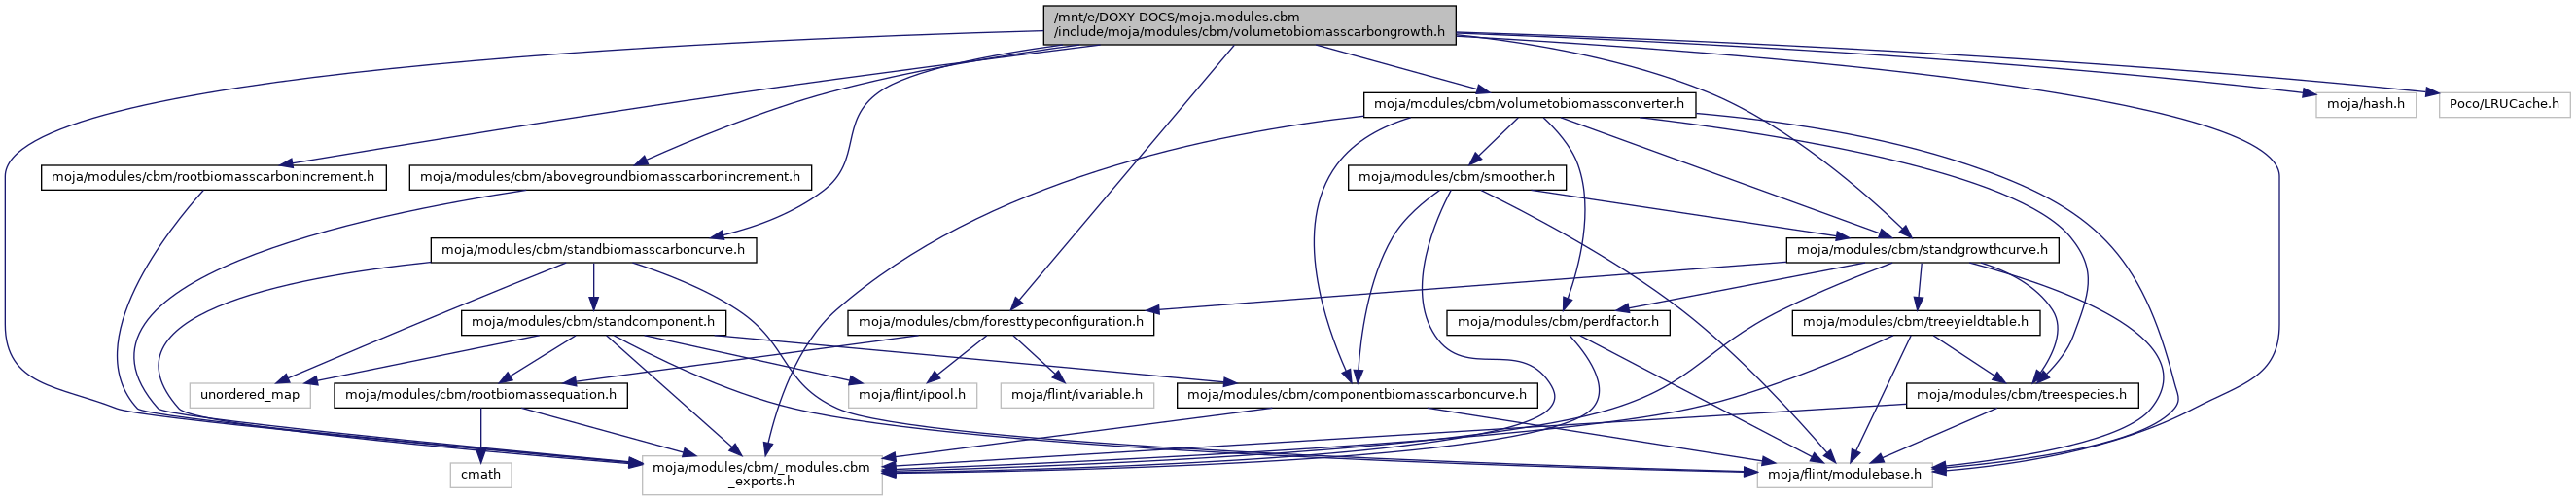 /mnt/e/DOXY-DOCS/moja.modules.cbm
/include/moja/modules/cbm/volumetobiomasscarbongrowth.h
moja/modules/cbm/volumetobiomassconverter.h
moja/hash.h
Poco/LRUCache.h
moja/modules/cbm/rootbiomasscarbonincrement.h
moja/modules/cbm/abovegroundbiomasscarbonincrement.h
moja/modules/cbm/smoother.h
moja/modules/cbm/standbiomasscarboncurve.h
moja/modules/cbm/standgrowthcurve.h
moja/modules/cbm/standcomponent.h
moja/modules/cbm/foresttypeconfiguration.h
moja/modules/cbm/perdfactor.h
moja/modules/cbm/treeyieldtable.h
unordered_map
moja/modules/cbm/rootbiomassequation.h
moja/flint/ipool.h
moja/flint/ivariable.h
moja/modules/cbm/componentbiomasscarboncurve.h
moja/modules/cbm/treespecies.h
cmath
moja/modules/cbm/_modules.cbm
_exports.h
moja/flint/modulebase.h